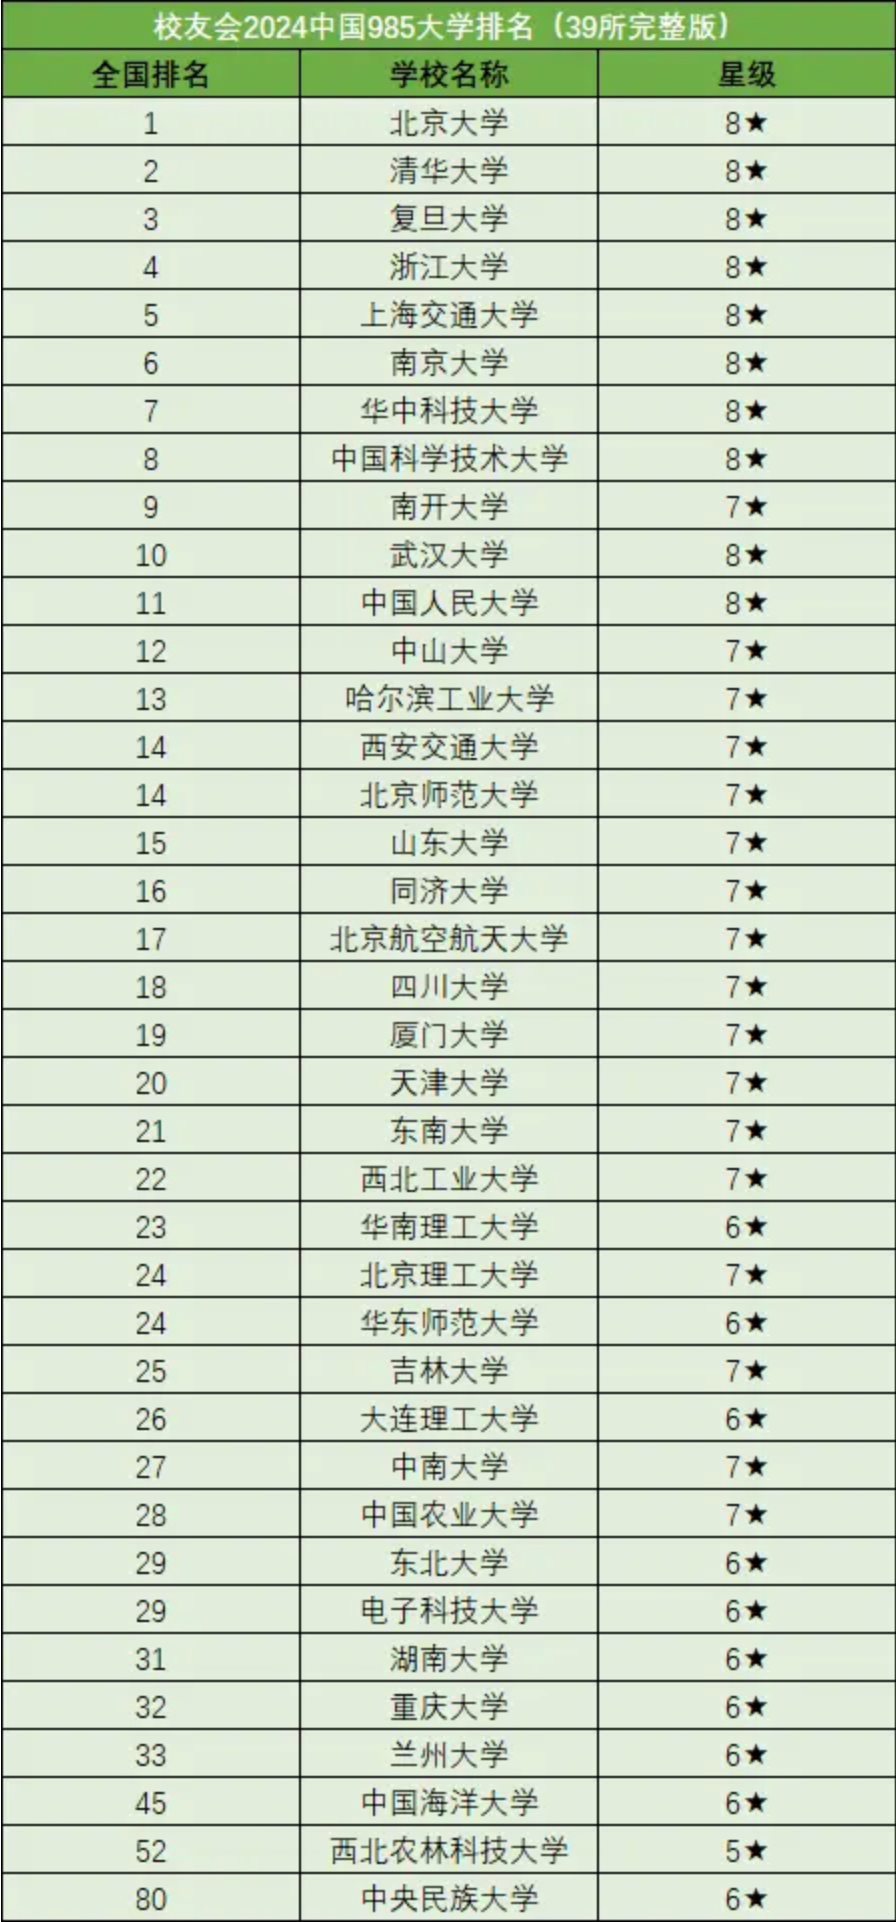 校友会2024中国985大学排名（39所完整版）
全国排名 学校名称 星级
1 北京大学 8★
2 清华大学 8★
3 复旦大学 8★
4 浙江大学 8★
5 上海交通大学 8★
6 南京大学 8★
7 华中科技大学 8★
8 中国科学技术大学 8★
9 南开大学 7★
10 武汉大学 8★
11 中国人民大学 8★
12 中山大学 7★
13 哈尔滨工业大学 7★
14 西安交通大学 7★
14 北京师范大学 7★
15 山东大学 7★
16 同济大学 7★
17 北京航空航天大学 7★
18 四川大学 7★
19 厦门大学 7★
20 天津大学 7★
21 东南大学 7★
22 西北工业大学 7★
23 华南理工大学 6★
24 北京理工大学 7★
24 华东师范大学 6★
25 吉林大学 7★
26 大连理工大学 6★
27 中南大学 7★
28 中国农业大学 7★
29 东北大学 6★
29 电子科技大学 6★
31 湖南大学 6★
32 重庆大学 6★
33 兰州大学 6★
45 中国海洋大学 6★
52 西北农林科技大学 5★
80 中央民族大学 6★